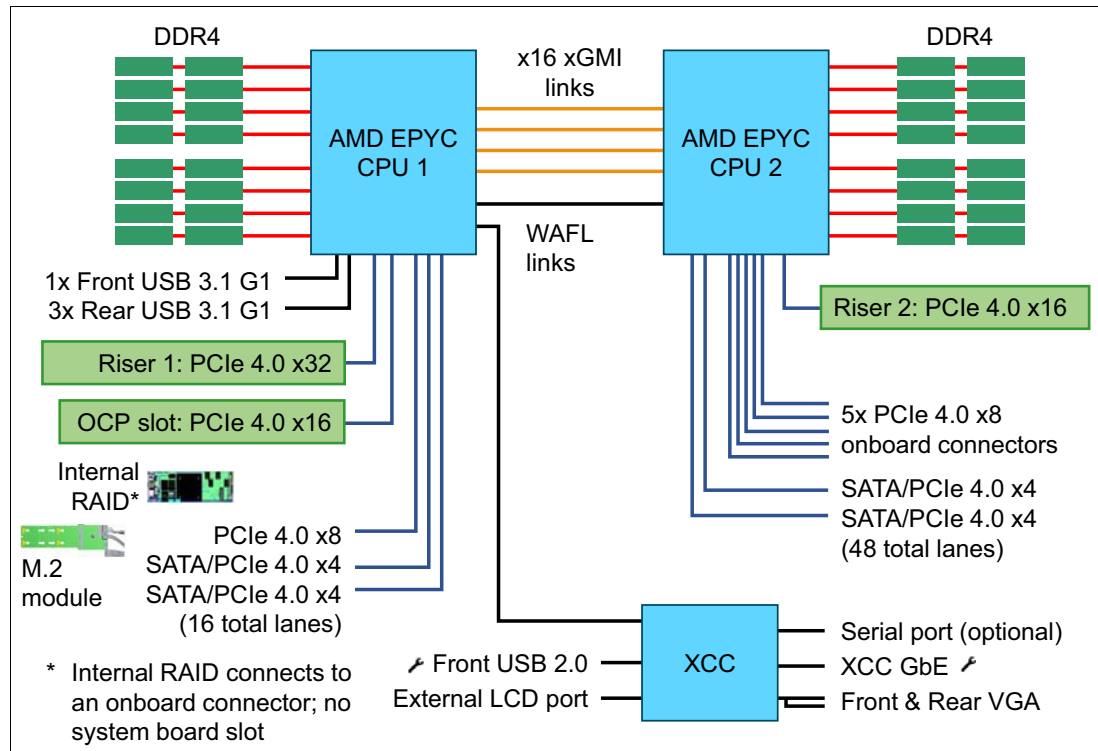 DDR4
x16 xGMI
links
DDR4
AMD EPYC
CPU 1
AMD EPYC
CPU 2
WAFL
links
1x Front USB 3.1 G1
3x Rear USB 3.1 G1
Riser 1: PCIe 4.0 x32
OCP slot: PCIe 4.0 x16
Riser 2: PCIe 4.0 x16
5x PCIe 4.0 x8
onboard connectors
SATA/PCIe 4.0 x4
SATA/PCIe 4.0 x4
(48 total lanes)
Internal
RAID*
M.2
module
PCIe 4.0 x8
SATA/PCIe 4.0 x4
SATA/PCIe 4.0 x4
(16 total lanes)
* Internal RAID connects to
an onboard connector; no
system board slot
Front USB 2.0
External LCD port
XCC
Serial port (optional)
XCC GbE
Front & Rear VGA